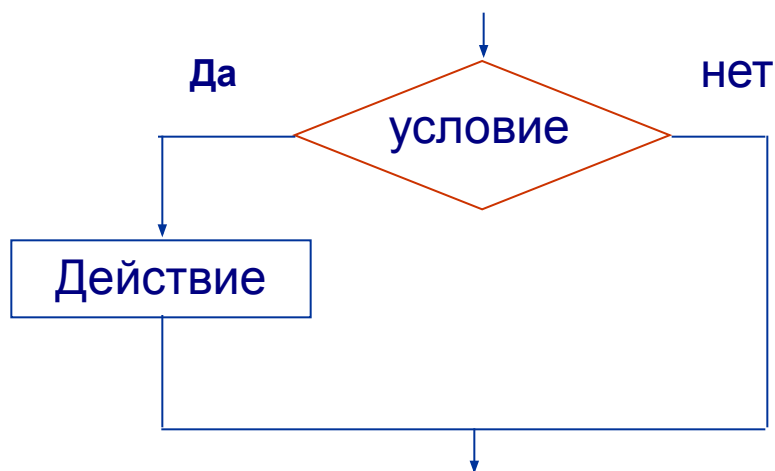 Да
нет
условие
Действие